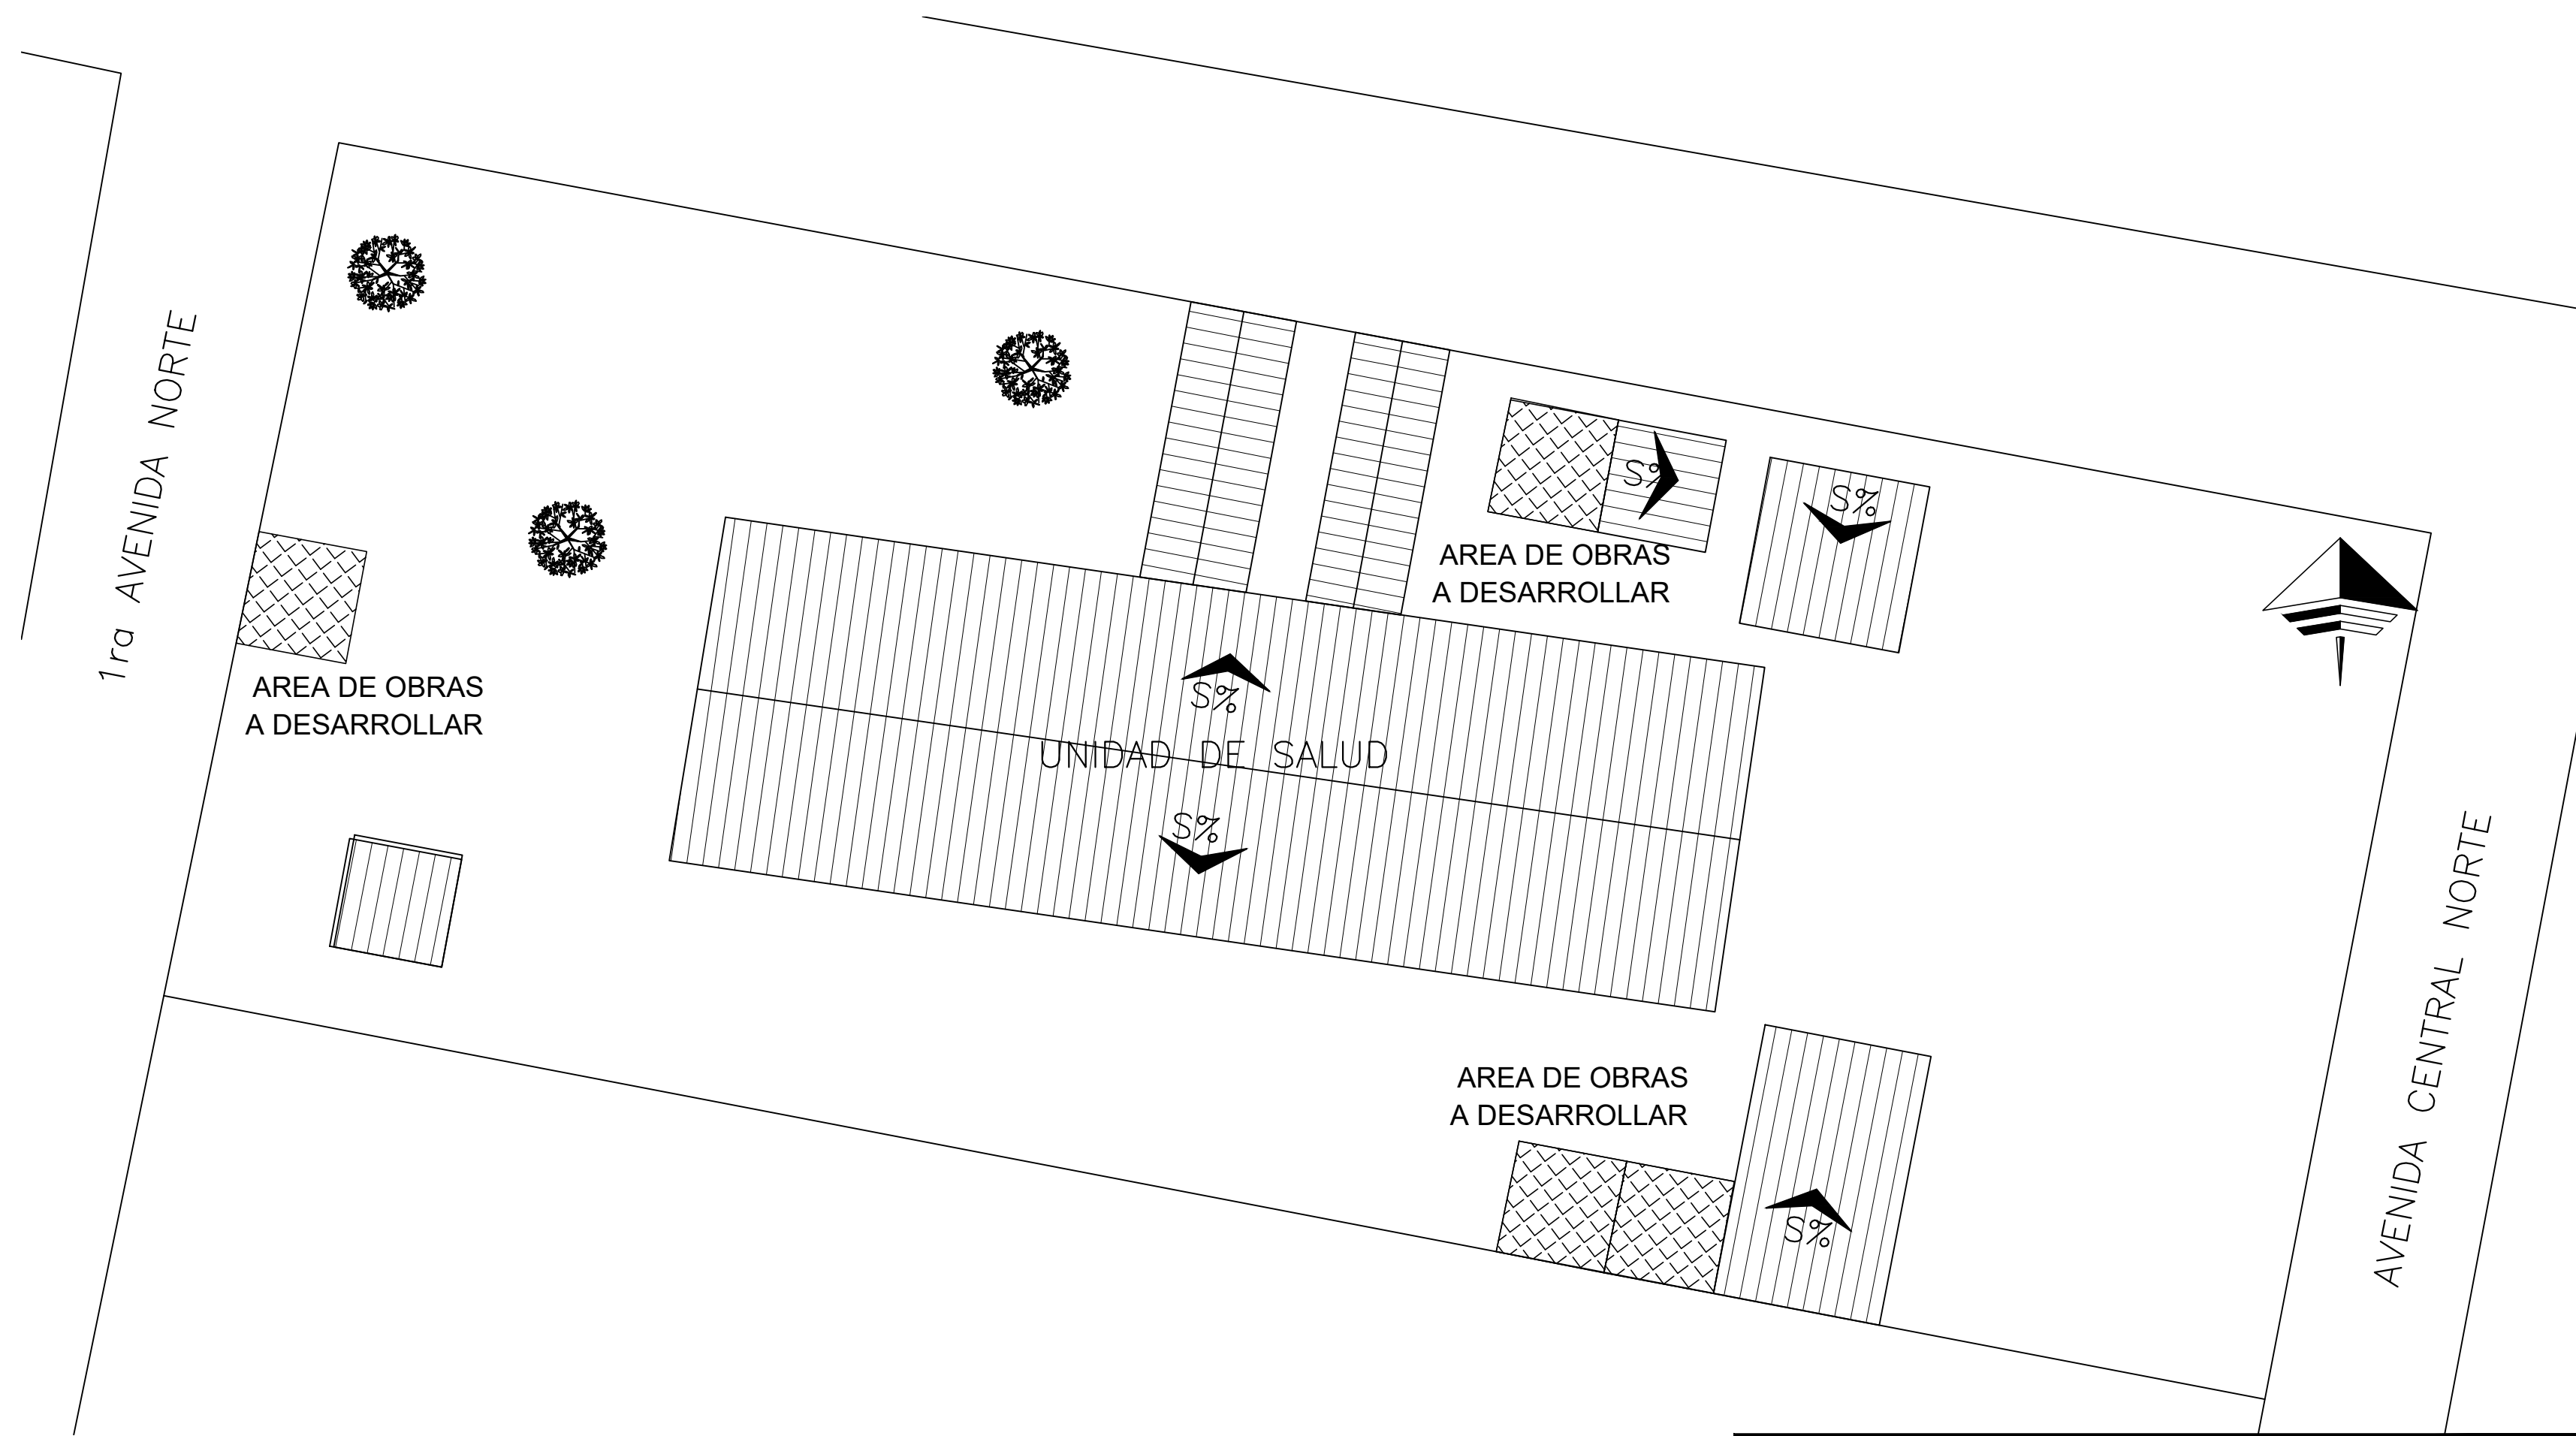 1ra AVENIDA NORTE
S%
S%
AREA DE OBRAS
A DESARROLLAR
AREA DE OBRAS
A DESARROLLAR
S%
UNIDAD DE SALUD
S%
AREA DE OBRAS
A DESARROLLAR
S%
AVENIDA CENTRAL NORTE